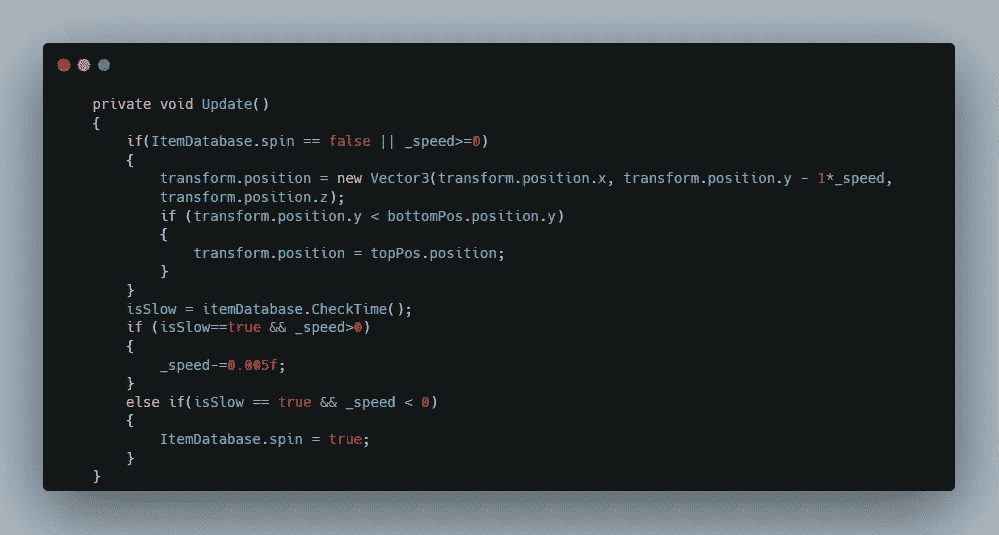 private void Update()
{
if(ItemDatabase.spin == false || _speed>=0)
{
transform.position = new Vector3(transform.position.x, transform.position.y - 1*_speed,
transform.position.z);
if (transform.position.y < bottomPos.position.y)
{
transform.position = topPos.position;
}
}
isSlow = itemDatabase.CheckTime();
if (isSlow==true && _speed>0)
{
_speed-=0.005f;
}
else if(isSlow == true && _speed < 0)
{
ItemDatabase.spin = true;
}
}